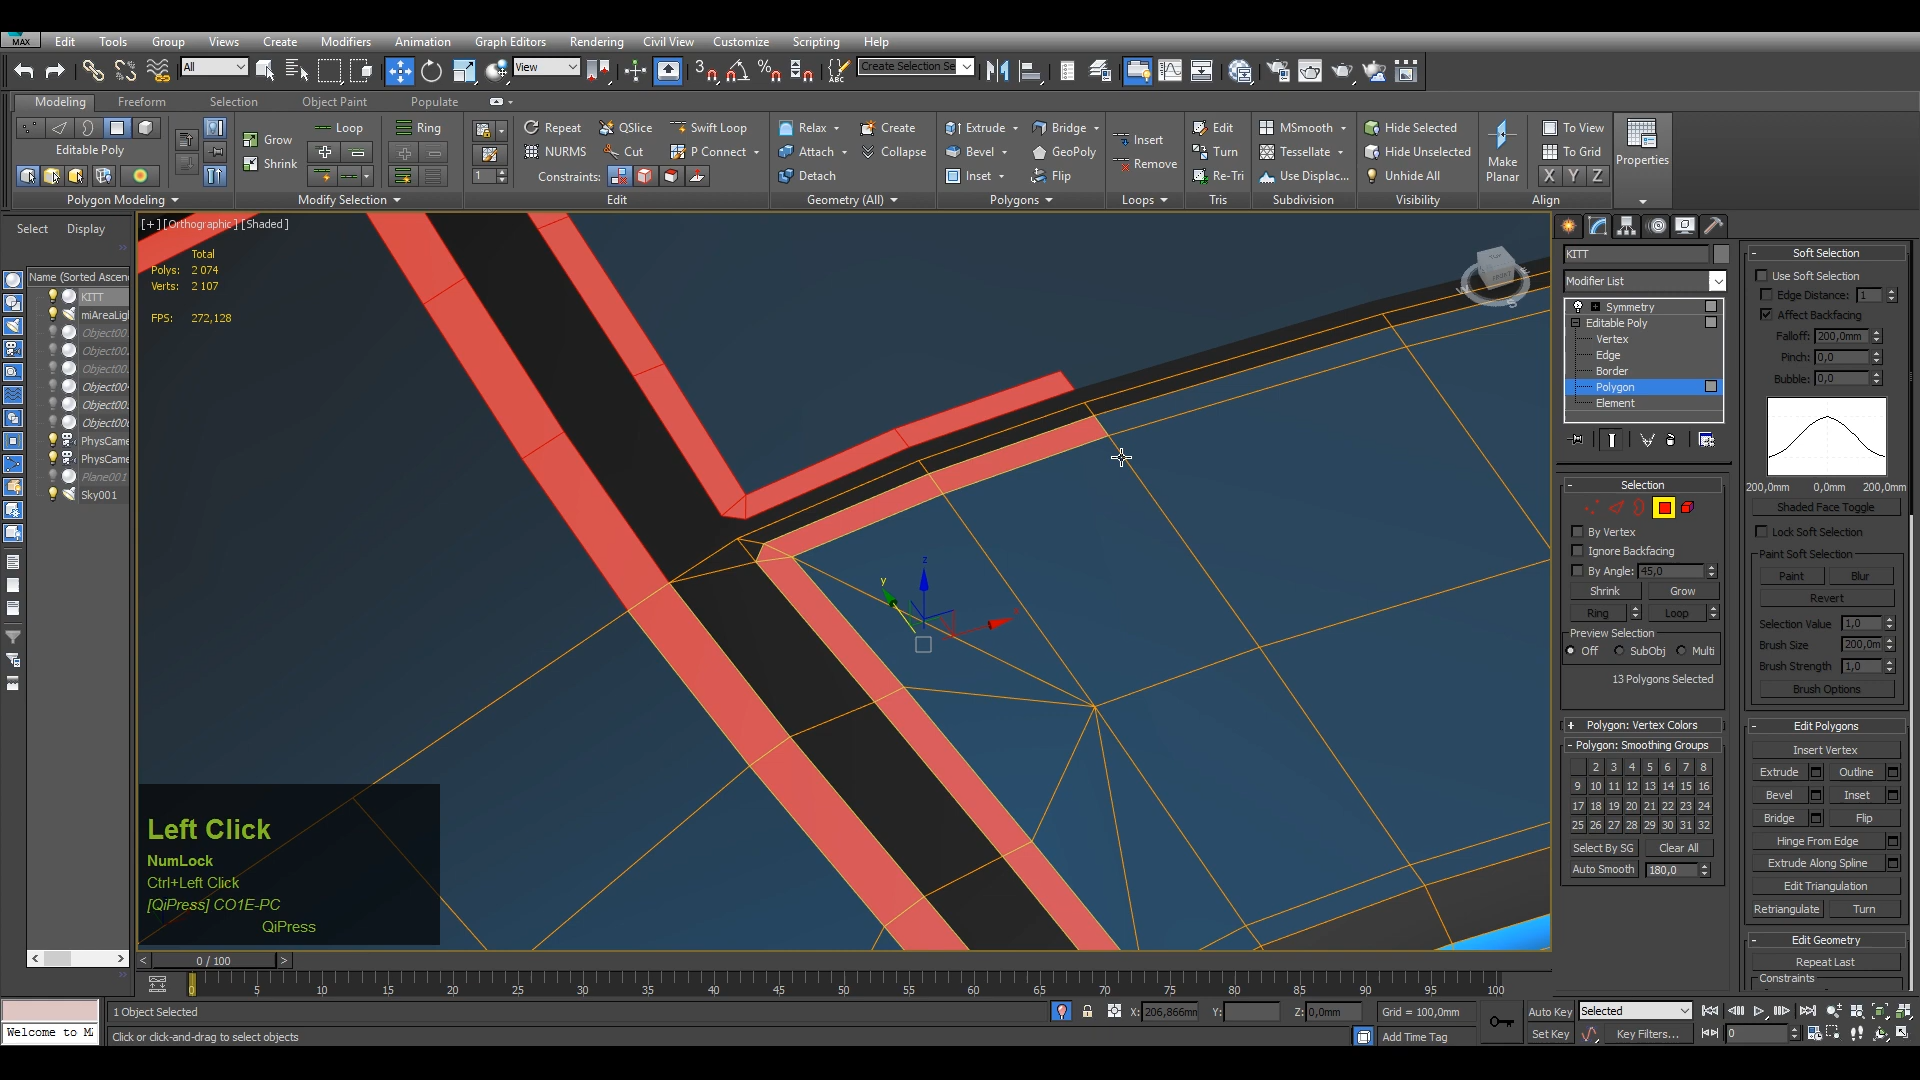 MAX Edit Tools Group Views Create Modifiers Animation Graph Editors Rendering Civil View Customize Scripting Help
All View Create Selection Se
Modeling Freeform Selection Object Paint Populate
Grow Loop Ring Repeat QSlice Swift Loop Relax Create Extrude Bridge Insert Edit MSmooth Hide Selected To View
Editable Poly Shrink NURMS Cut P Connect Attach Collapse Bevel GeoPoly Remove Turn Tessellate Hide Unselected Make Planar To Grid Properties
1 Constraints: Detach Inset Flip Re-Tri Use Displac... Unhide All X Y Z
Polygon Modeling Modify Selection Edit Geometry (All) Polygons Loops Tris Subdivision Visibility Align
Select Display
Name (Sorted Ascen
KITT
miAreaLig
PhysCame
PhysCame
Plane001
Sky001
[+] [Orthographic] [Shaded]
Total
Polys: 2 074
Verts: 2 107
FPS: 272,128
Left Click
NumLock
Ctrl+Left Click
[QiPress] CO1E-PC
QiPress
KITT
Modifier List
Symmetry
Editable Poly
Vertex
Edge
Border
Polygon
Element
Selection
By Vertex
Ignore Backfacing
By Angle: 45,0
Shrink Grow
Ring Loop
Preview Selection
Off SubObj Multi
13 Polygons Selected
Polygon: Vertex Colors
Polygon: Smoothing Groups
2 3 4 5 6 7 8
9 10 11 12 13 14 15 16
17 18 19 20 21 22 23 24
25 26 27 28 29 30 31 32
Select By SG Clear All
Auto Smooth 180,0
Soft Selection
Use Soft Selection
Edge Distance: 1
Affect Backfacing
Falloff: 200,0mm
Pinch: 0,0
Bubble: 0,0
200,0mm 0,0mm 200,0mm
Shaded Face Toggle
Lock Soft Selection
Paint Soft Selection
Paint Blur
Revert
Selection Value 1,0
Brush Size 200,0m
Brush Strength 1,0
Brush Options
Edit Polygons
Insert Vertex
Extrude Outline
Bevel Inset
Bridge Flip
Hinge From Edge
Extrude Along Spline
Edit Triangulation
Retriangulate Turn
Edit Geometry
Repeat Last
Constraints
0 / 100
5 10 15 20 25 30 35 40 45 50 55 60 65 70 75 80 85 90 95 100
1 Object Selected X: 206,866mm Y: Z: 0,0mm Grid = 100,0mm Auto Key Selected
Welcome to M Click or click-and-drag to select objects Add Time Tag Set Key Key Filters... 0